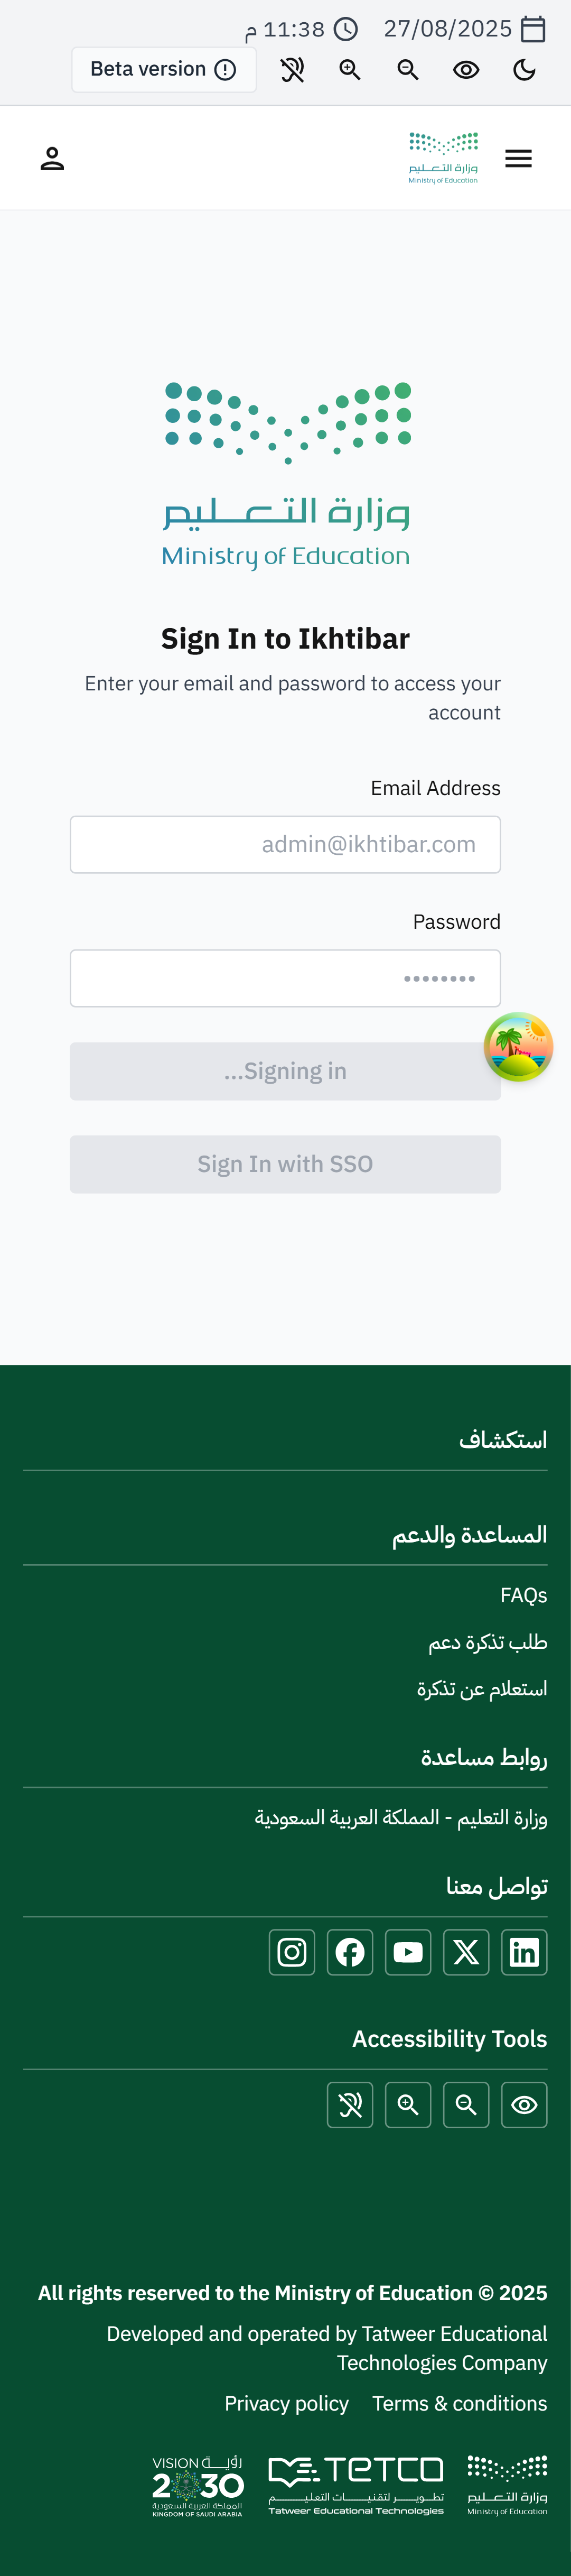 27/08/2025
11:38 م
Beta version
وزارة التعليم
Ministry of Education
وزارة التعليم
Ministry of Education
Sign In to Ikhtibar
Enter your email and password to access your
account
Email Address
admin@ikhtibar.com
Password
...Signing in
Sign In with SSO
استكشاف
المساعدة والدعم
FAQs
طلب تذكرة دعم
استعلام عن تذكرة
روابط مساعدة
وزارة التعليم - المملكة العربية السعودية
تواصل معنا
Accessibility Tools
All rights reserved to the Ministry of Education © 2025
Developed and operated by Tatweer Educational
Technologies Company
Terms & conditions
Privacy policy
وزارة التعليم
Ministry of Education
TETCO
تطوير لتقنيات التعليم
Tatweer Educational Technologies
VISION رؤية
2030
المملكة العربية السعودية
KINGDOM OF SAUDI ARABIA